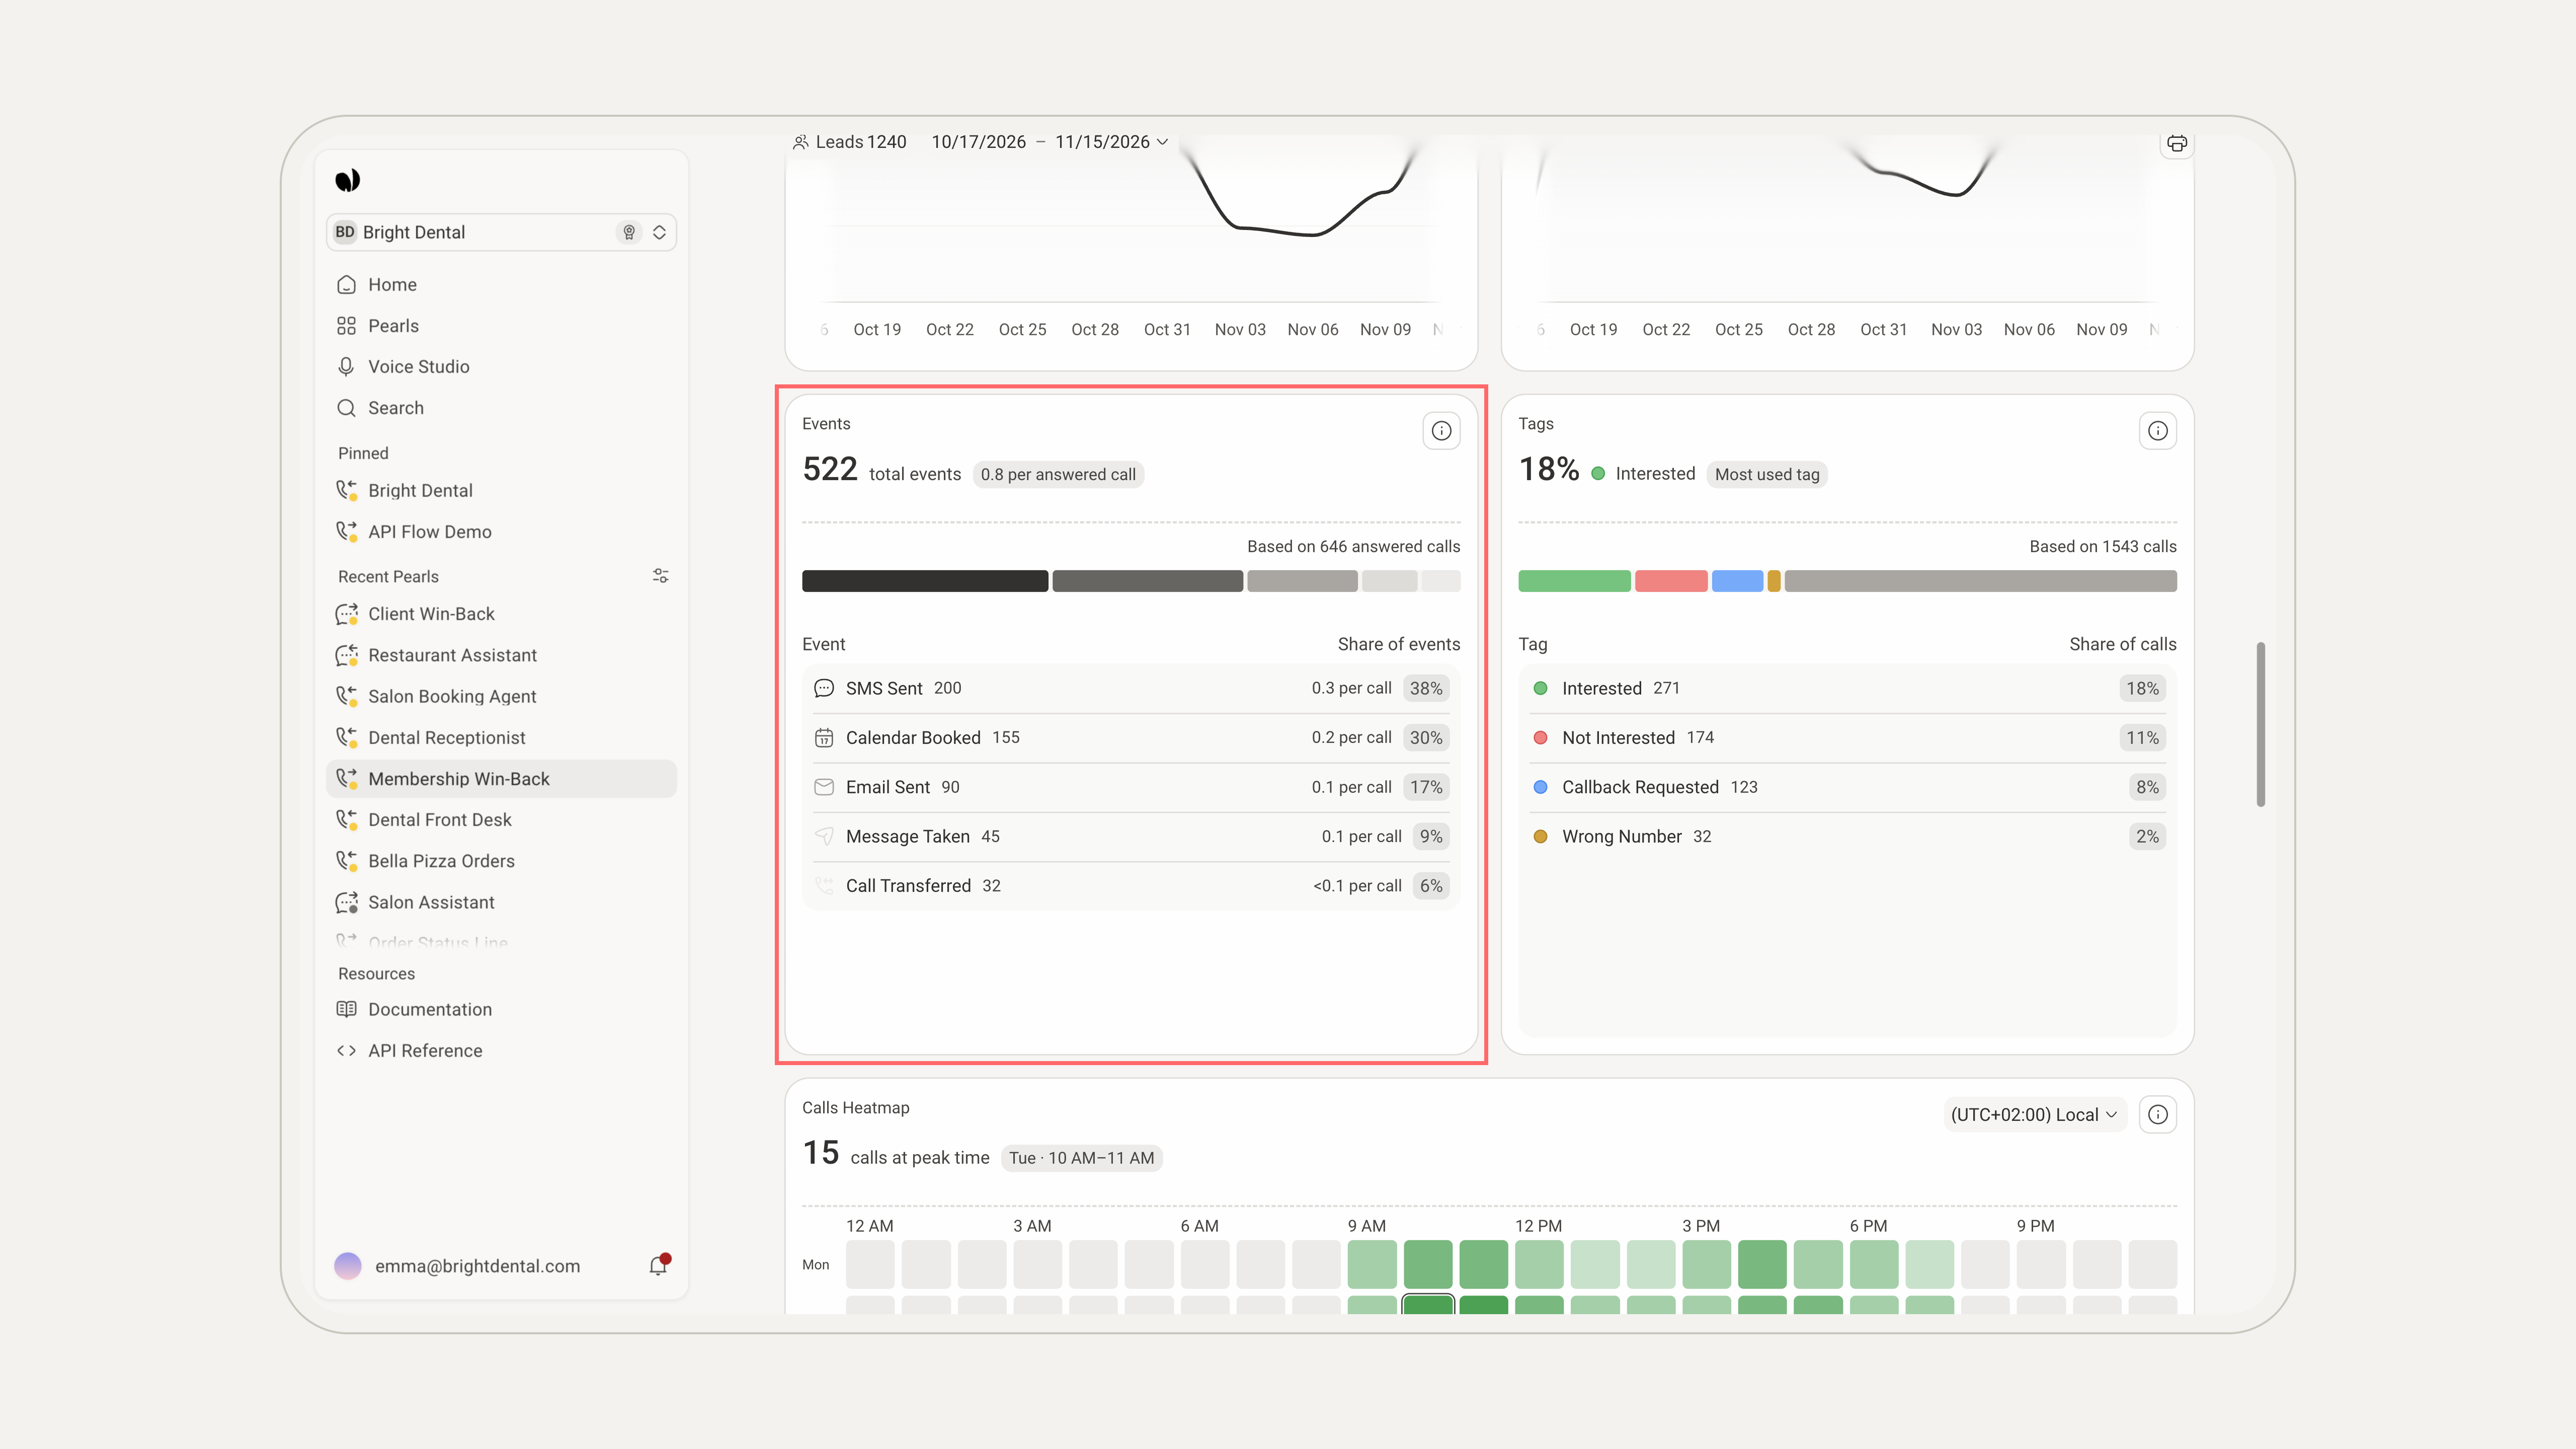 BD Bright Dental
Home
Pearls
Voice Studio
Search
Pinned
Bright Dental
API Flow Demo
Recent Pearls
Client Win-Back
Restaurant Assistant
Salon Booking Agent
Dental Receptionist
Membership Win-Back
Dental Front Desk
Bella Pizza Orders
Salon Assistant
Order Status Line
Resources
Documentation
API Reference
emma@brightdental.com
Leads 1240 10/17/2026 – 11/15/2026
6 Oct 19 Oct 22 Oct 25 Oct 28 Oct 31 Nov 03 Nov 06 Nov 09 N
6 Oct 19 Oct 22 Oct 25 Oct 28 Oct 31 Nov 03 Nov 06 Nov 09 N
Events
522 total events 0.8 per answered call
Based on 646 answered calls
Event Share of events
SMS Sent 200 0.3 per call 38%
Calendar Booked 155 0.2 per call 30%
Email Sent 90 0.1 per call 17%
Message Taken 45 0.1 per call 9%
Call Transferred 32 <0.1 per call 6%
Tags
18% Interested Most used tag
Based on 1543 calls
Tag Share of calls
Interested 271 18%
Not Interested 174 11%
Callback Requested 123 8%
Wrong Number 32 2%
Calls Heatmap
(UTC+02:00) Local
15 calls at peak time Tue · 10 AM–11 AM
12 AM 3 AM 6 AM 9 AM 12 PM 3 PM 6 PM 9 PM
Mon